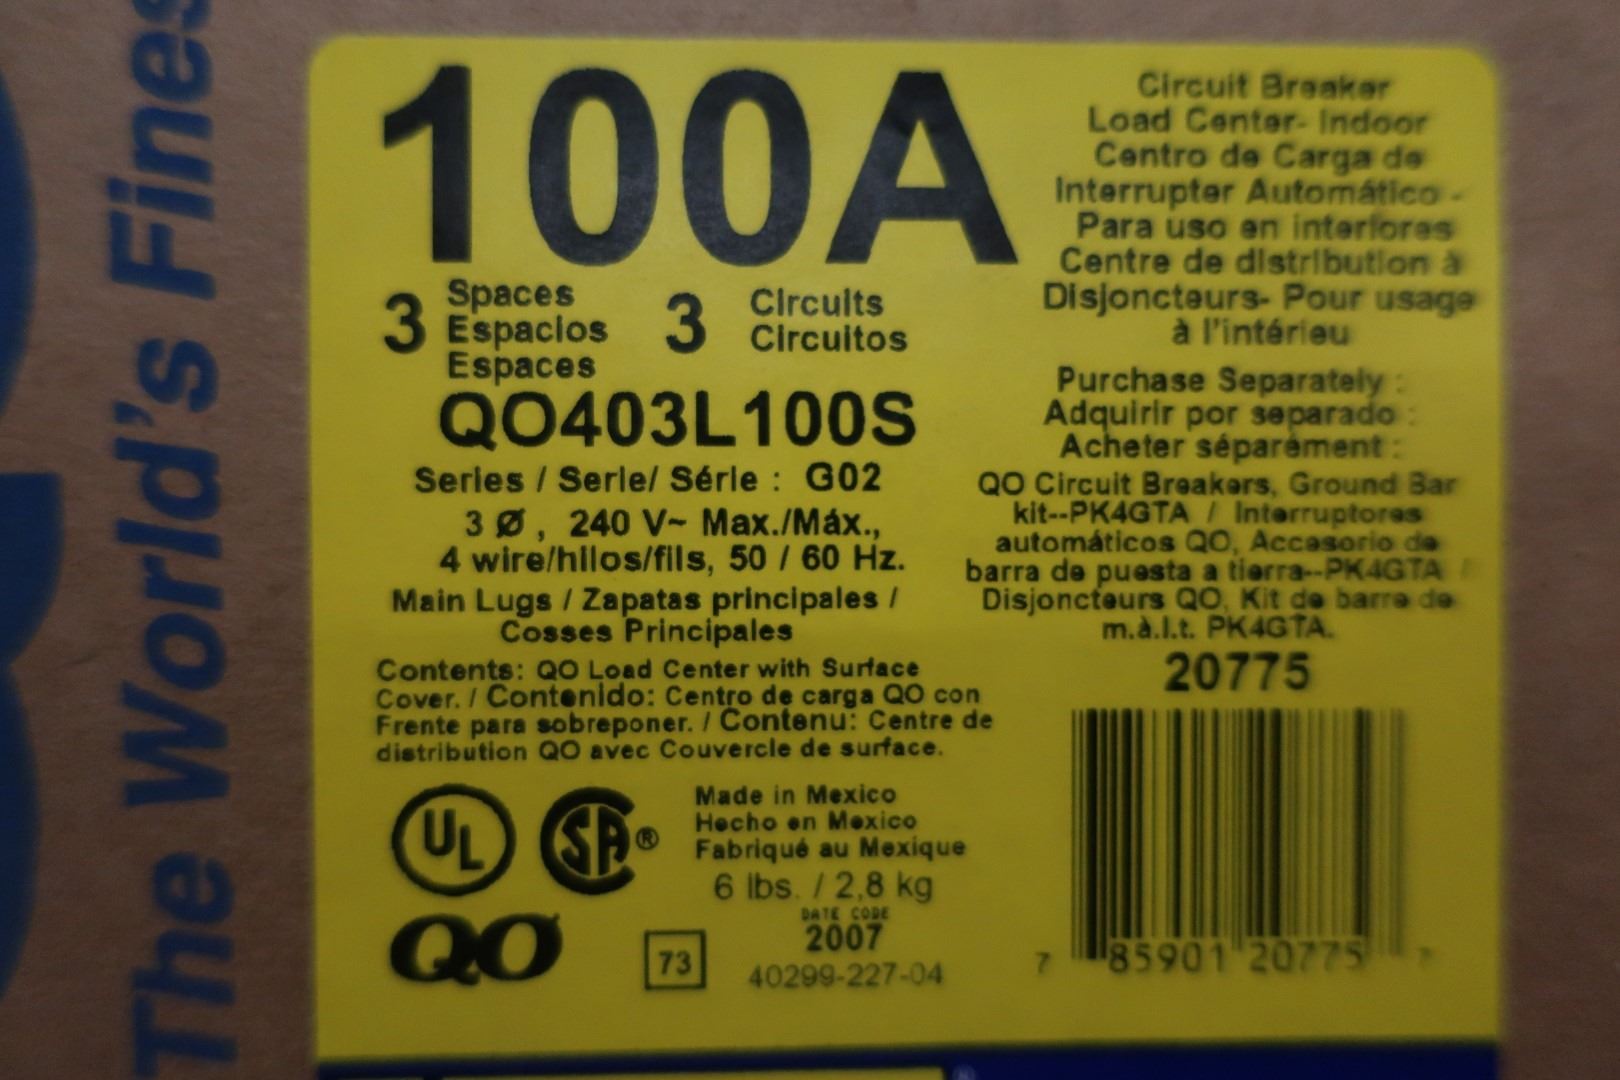 The World's Fines
100A
3 Spaces Espacios Espaces 3 Circuits Circuitos
QO403L100S
Series / Serie/ Série : G02
3 Ø , 240 V~ Max./Máx.,
4 wire/hilos/fils, 50 / 60 Hz.
Main Lugs / Zapatas principales /
Cosses Principales
Contents: QO Load Center with Surface
Cover. / Contenido: Centro de carga QO con
Frente para sobreponer. / Contenu: Centre de
distribution QO avec Couvercle de surface.
UL
SA®
Made in Mexico
Hecho en Mexico
Fabriqué au Mexique
6 lbs. / 2,8 kg
DATE CODE
2007
QO
73
40299-227-04
Circuit Breaker
Load Center- Indoor
Centro de Carga de
Interrupter Automático -
Para uso en interiores
Centre de distribution à
Disjoncteurs- Pour usage
à l'intérieu
Purchase Separately :
Adquirir por separado :
Acheter séparément :
QO Circuit Breakers, Ground Bar
kit--PK4GTA / Interruptores
automáticos QO, Accesorio de
barra de puesta a tierra--PK4GTA /
Disjoncteurs QO, Kit de barre de
m.à.l.t. PK4GTA.
20775
7 85901 20775 7